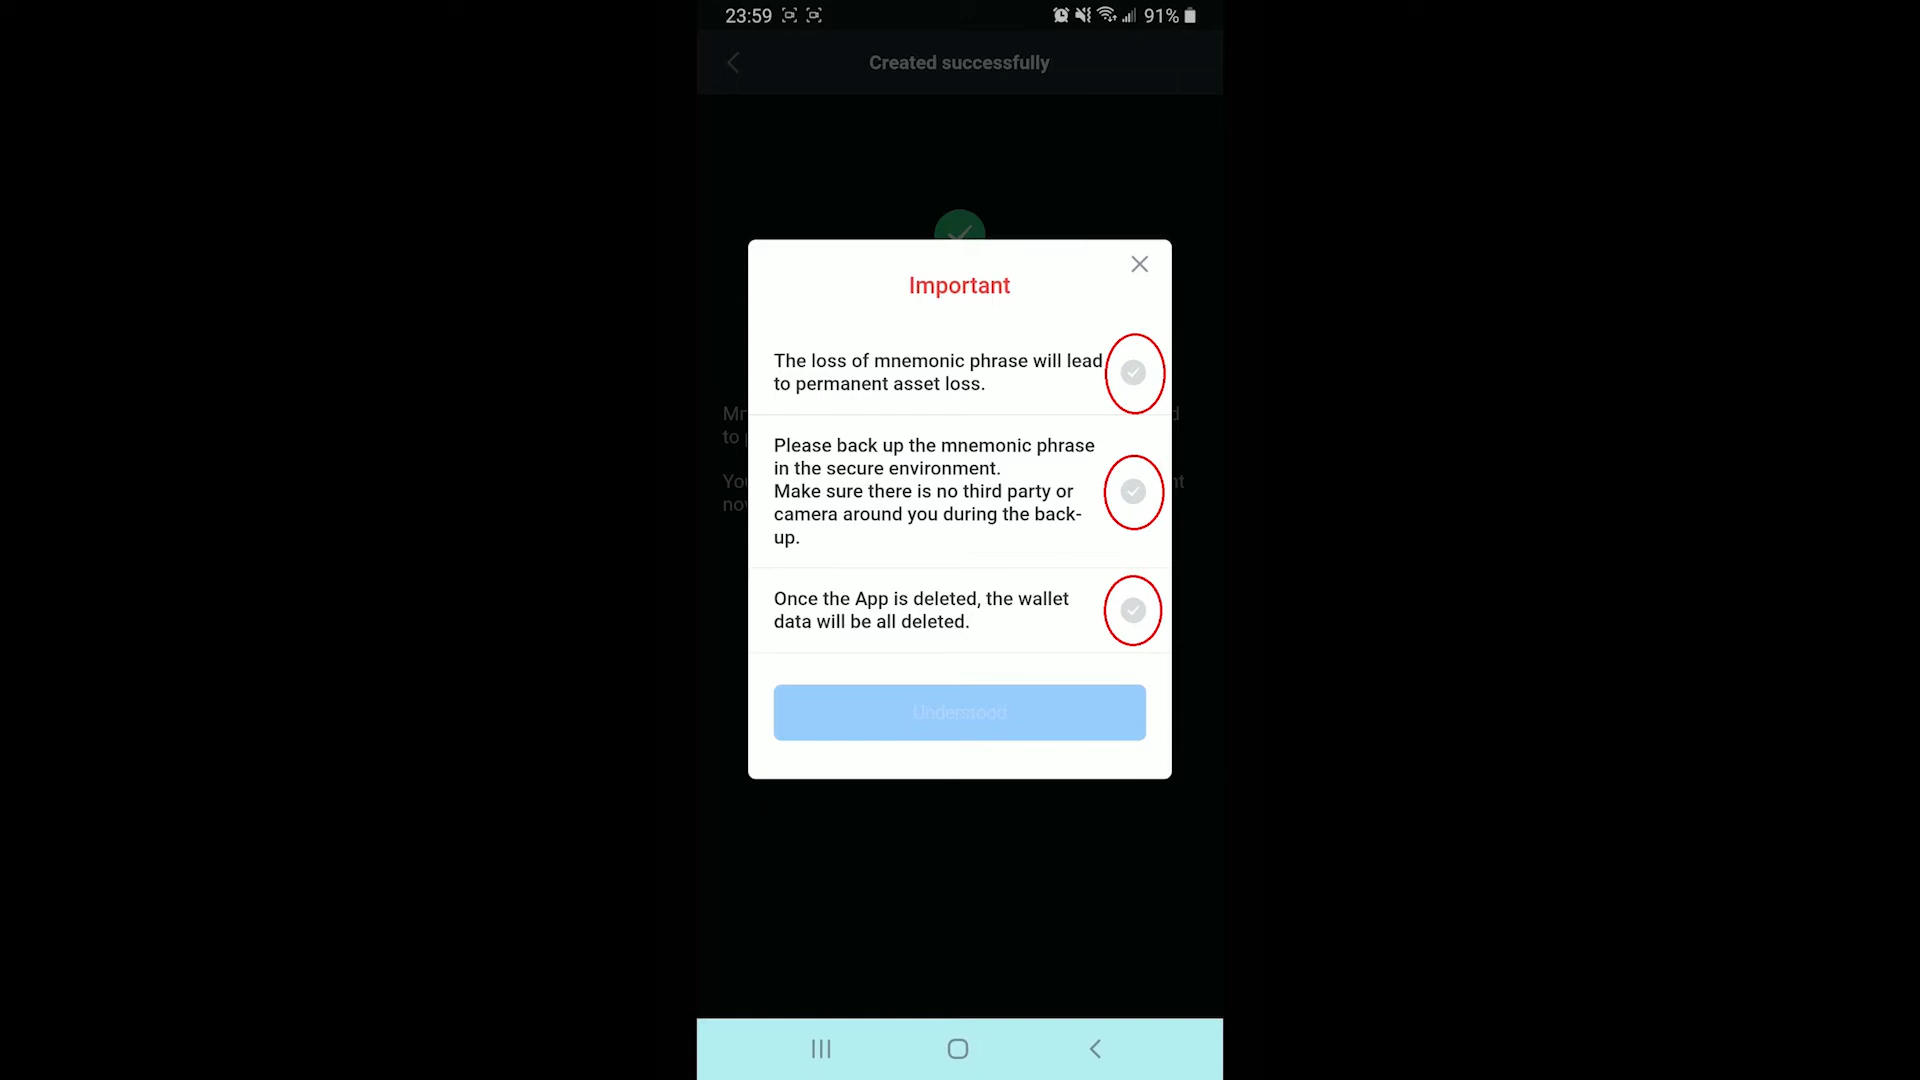 23:59
91%
Created successfully
Important
The loss of mnemonic phrase will lead
to permanent asset loss.
Please back up the mnemonic phrase
in the secure environment.
Make sure there is no third party or
camera around you during the back-
up.
Once the App is deleted, the wallet
data will be all deleted.
Understood